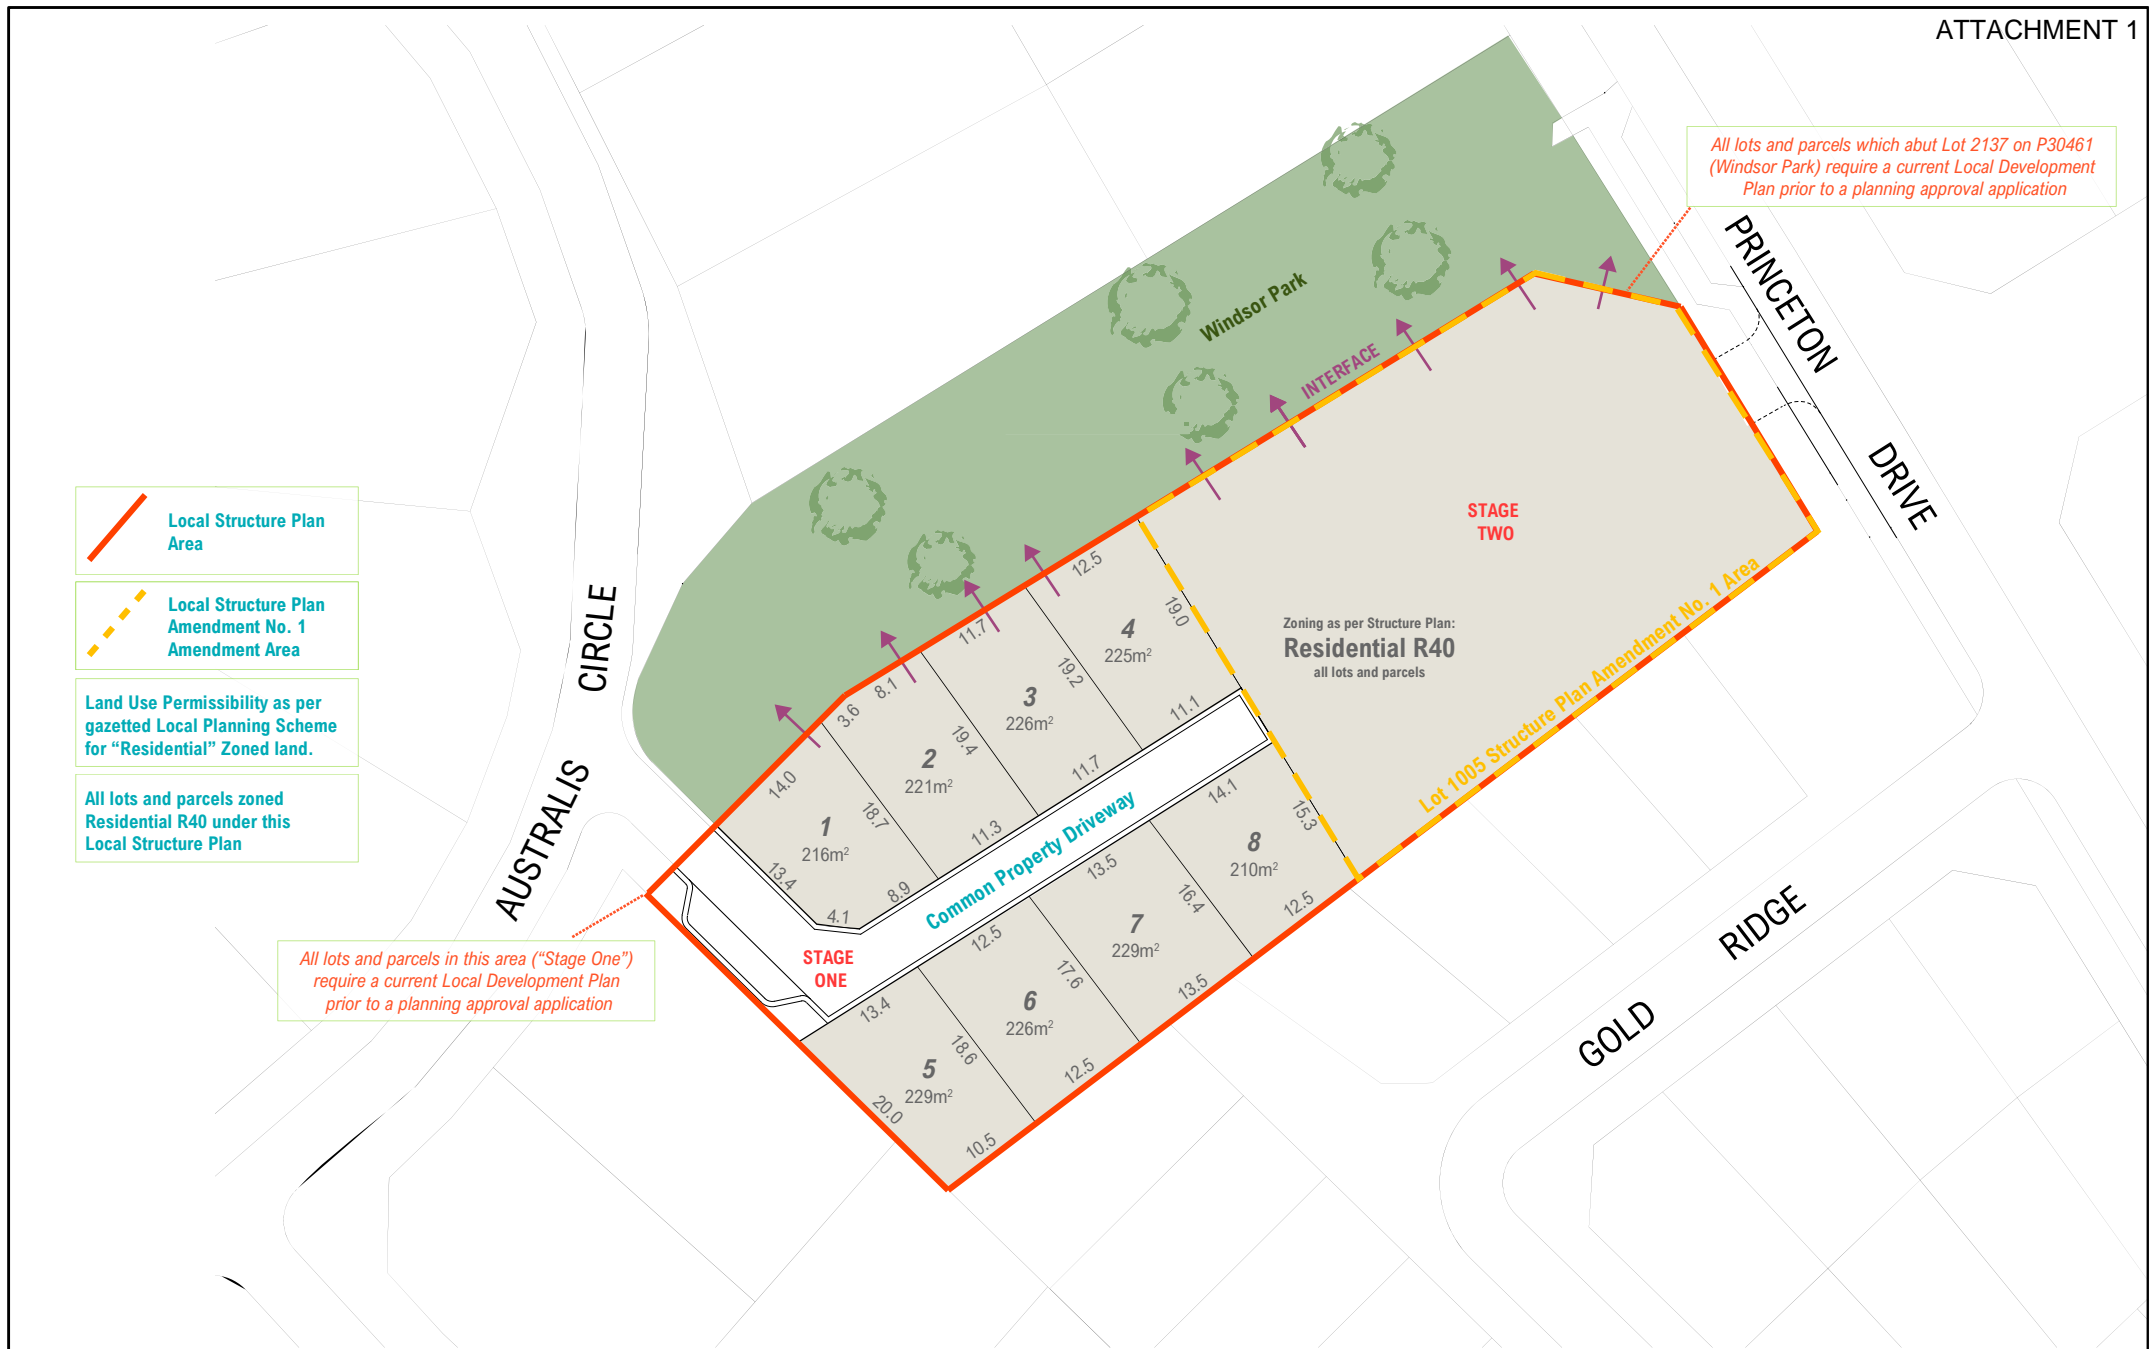 ATTACHMENT 1
All lots and parcels which abut Lot 2137 on P30461
(Windsor Park) require a current Local Development
Plan prior to a planning approval application
PRINCETON
DRIVE
Windsor Park
INTERFACE
STAGE
TWO
Zoning as per Structure Plan:
Residential R40
all lots and parcels
Lot 1005 Structure Plan Amendment No. 1 Area
Local Structure Plan
Area
Local Structure Plan
Amendment No. 1
Amendment Area
Land Use Permissibility as per
gazetted Local Planning Scheme
for “Residential” Zoned land.
All lots and parcels zoned
Residential R40 under this
Local Structure Plan
AUSTRALIS
CIRCLE
12.5
19.0
4
225m²
11.7
19.2
11.1
3
226m²
8.1
3.6
19.4
11.7
2
221m²
14.0
18.7
11.3
1
216m²
13.4
8.9
4.1
Common Property Driveway
14.1
15.3
8
210m²
13.5
16.4
12.5
7
229m²
12.5
17.6
13.5
6
226m²
13.4
18.6
12.5
5
229m²
20.0
10.5
STAGE
ONE
All lots and parcels in this area (“Stage One”)
require a current Local Development Plan
prior to a planning approval application
GOLD
RIDGE